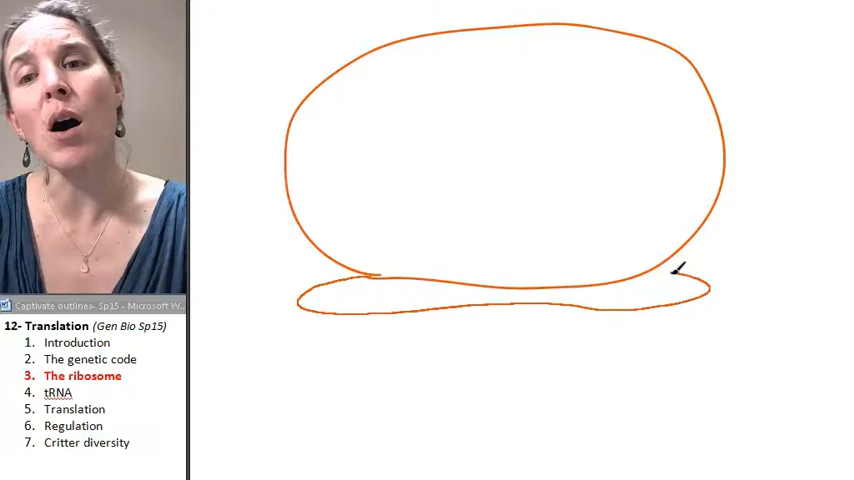 Captivate outlines- Sp15 - Microsoft W.
12- Translation (Gen Bio Sp15)
1. Introduction
2. The genetic code
3. The ribosome
4. tRNA
5. Translation
6. Regulation
7. Critter diversity